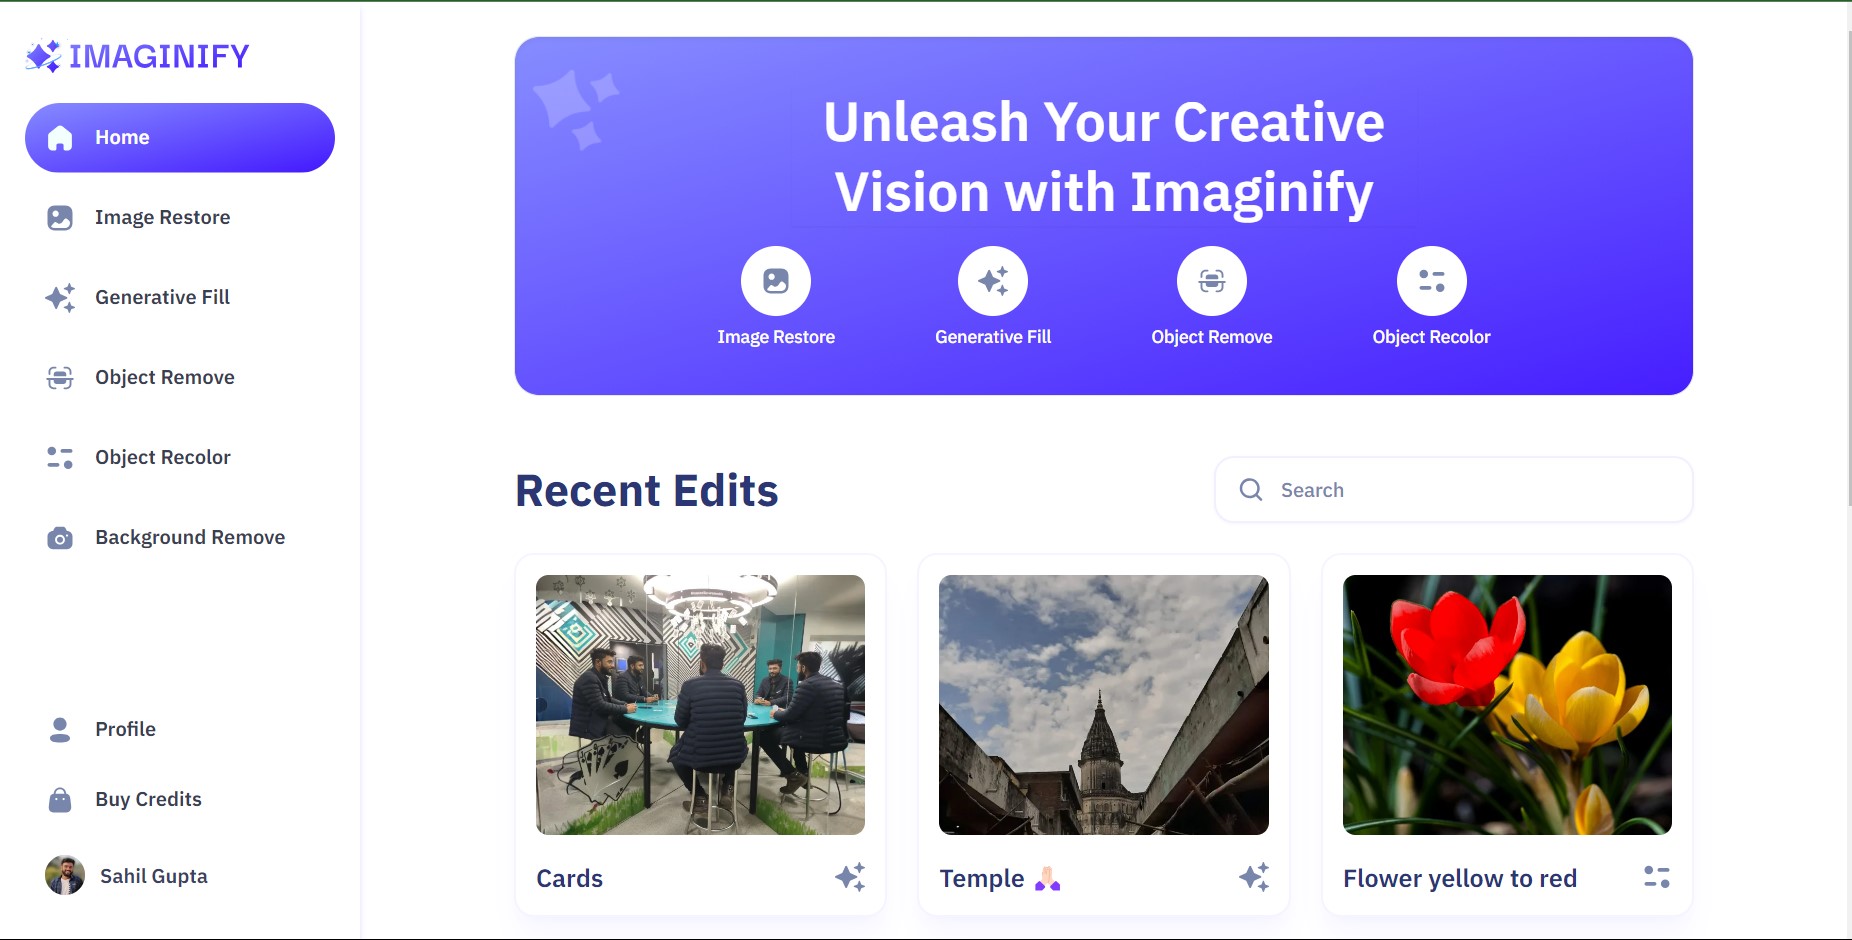 IMAGINIFY
Home
Image Restore
Generative Fill
Object Remove
Object Recolor
Background Remove
Profile
Buy Credits
Sahil Gupta
Unleash Your Creative
Vision with Imaginify
Image Restore
Generative Fill
Object Remove
Object Recolor
Recent Edits
Search
Cards
Temple 🙏🏻
Flower yellow to red